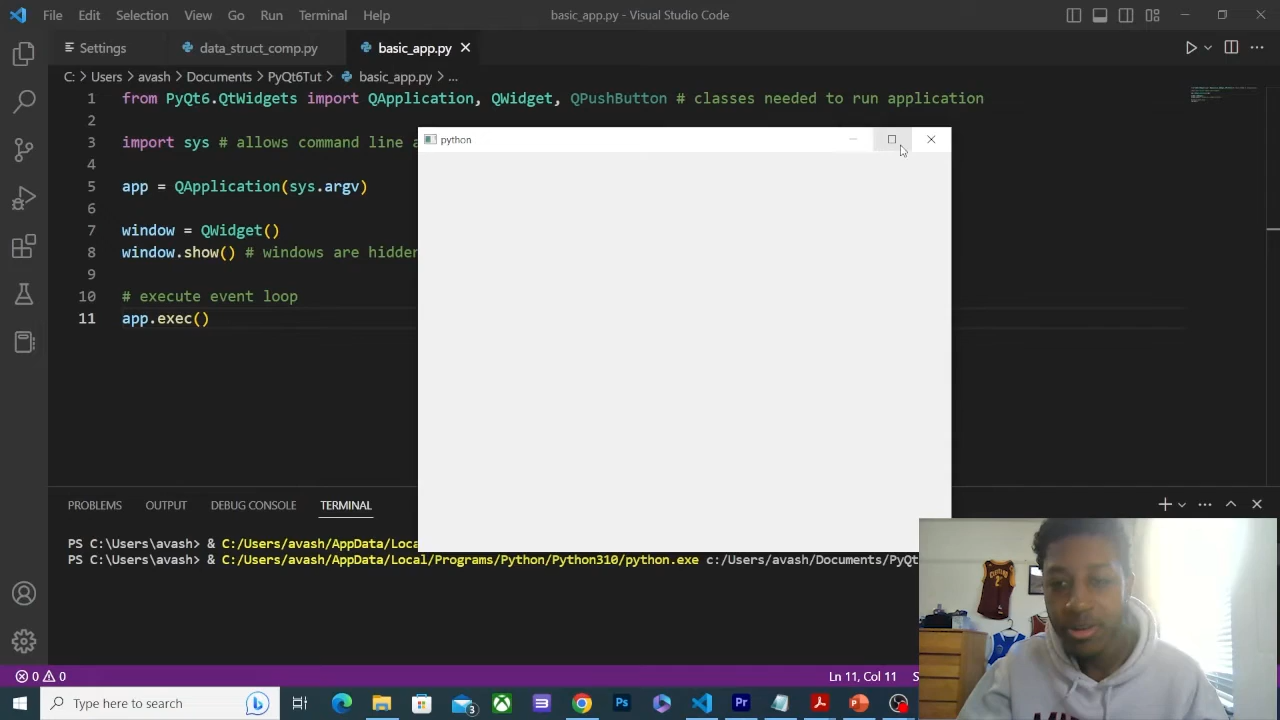 File Edit Selection View Go Run Terminal Help basic_app.py - Visual Studio Code
Settings data_struct_comp.py basic_app.py
C: > Users > avash > Documents > PyQt6Tut > basic_app.py > ...
1 from PyQt6.QtWidgets import QApplication, QWidget, QPushButton # classes needed to run application
2
python
3 import sys # allows command line
4
5 app = QApplication(sys.argv)
6
7 window = QWidget()
8 window.show() # windows are hidden
9
10 # execute event loop
11 app.exec()
PROBLEMS OUTPUT DEBUG CONSOLE TERMINAL
PS C:\Users\avash> & C:/Users/avash/AppData/Local
PS C:\Users\avash> & C:/Users/avash/AppData/Local/Programs/Python/Python310/python.exe c:/Users/avash/Documents/PyQt
0 0 Ln 11, Col 11 S
Type here to search
3